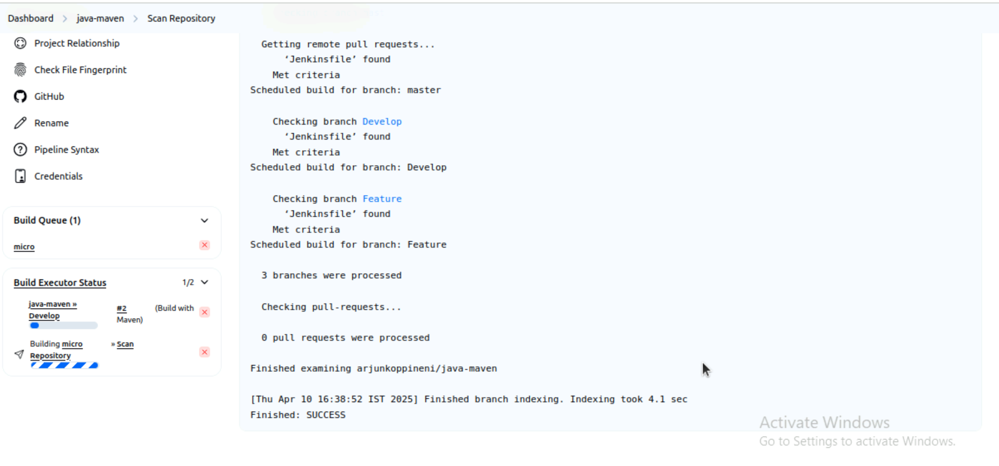 Dashboard > java-maven > Scan Repository
Project Relationship
Check File Fingerprint
GitHub
Rename
Pipeline Syntax
Credentials
Build Queue (1)
micro
Build Executor Status 1/2
java-maven » Develop
#2 (Build with Maven)
Building micro » Scan Repository
Getting remote pull requests...
‘Jenkinsfile’ found
Met criteria
Scheduled build for branch: master
Checking branch Develop
‘Jenkinsfile’ found
Met criteria
Scheduled build for branch: Develop
Checking branch Feature
‘Jenkinsfile’ found
Met criteria
Scheduled build for branch: Feature
3 branches were processed
Checking pull-requests...
0 pull requests were processed
Finished examining arjunkoppineni/java-maven
[Thu Apr 10 16:38:52 IST 2025] Finished branch indexing. Indexing took 4.1 sec
Finished: SUCCESS
Activate Windows
Go to Settings to activate Windows.